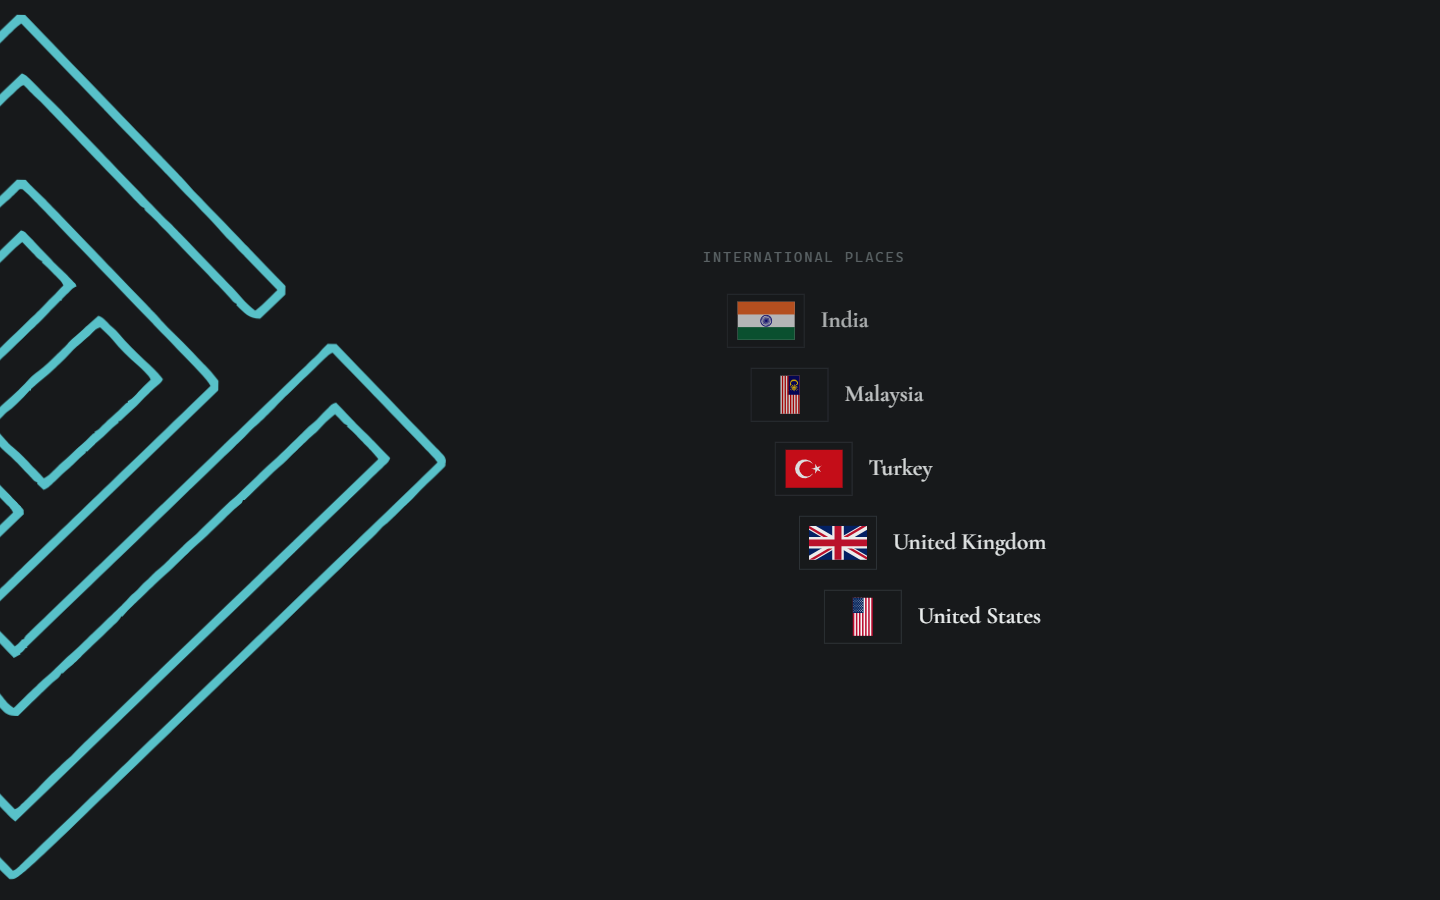 INTERNATIONAL PLACES
India
Malaysia
Turkey
United Kingdom
United States